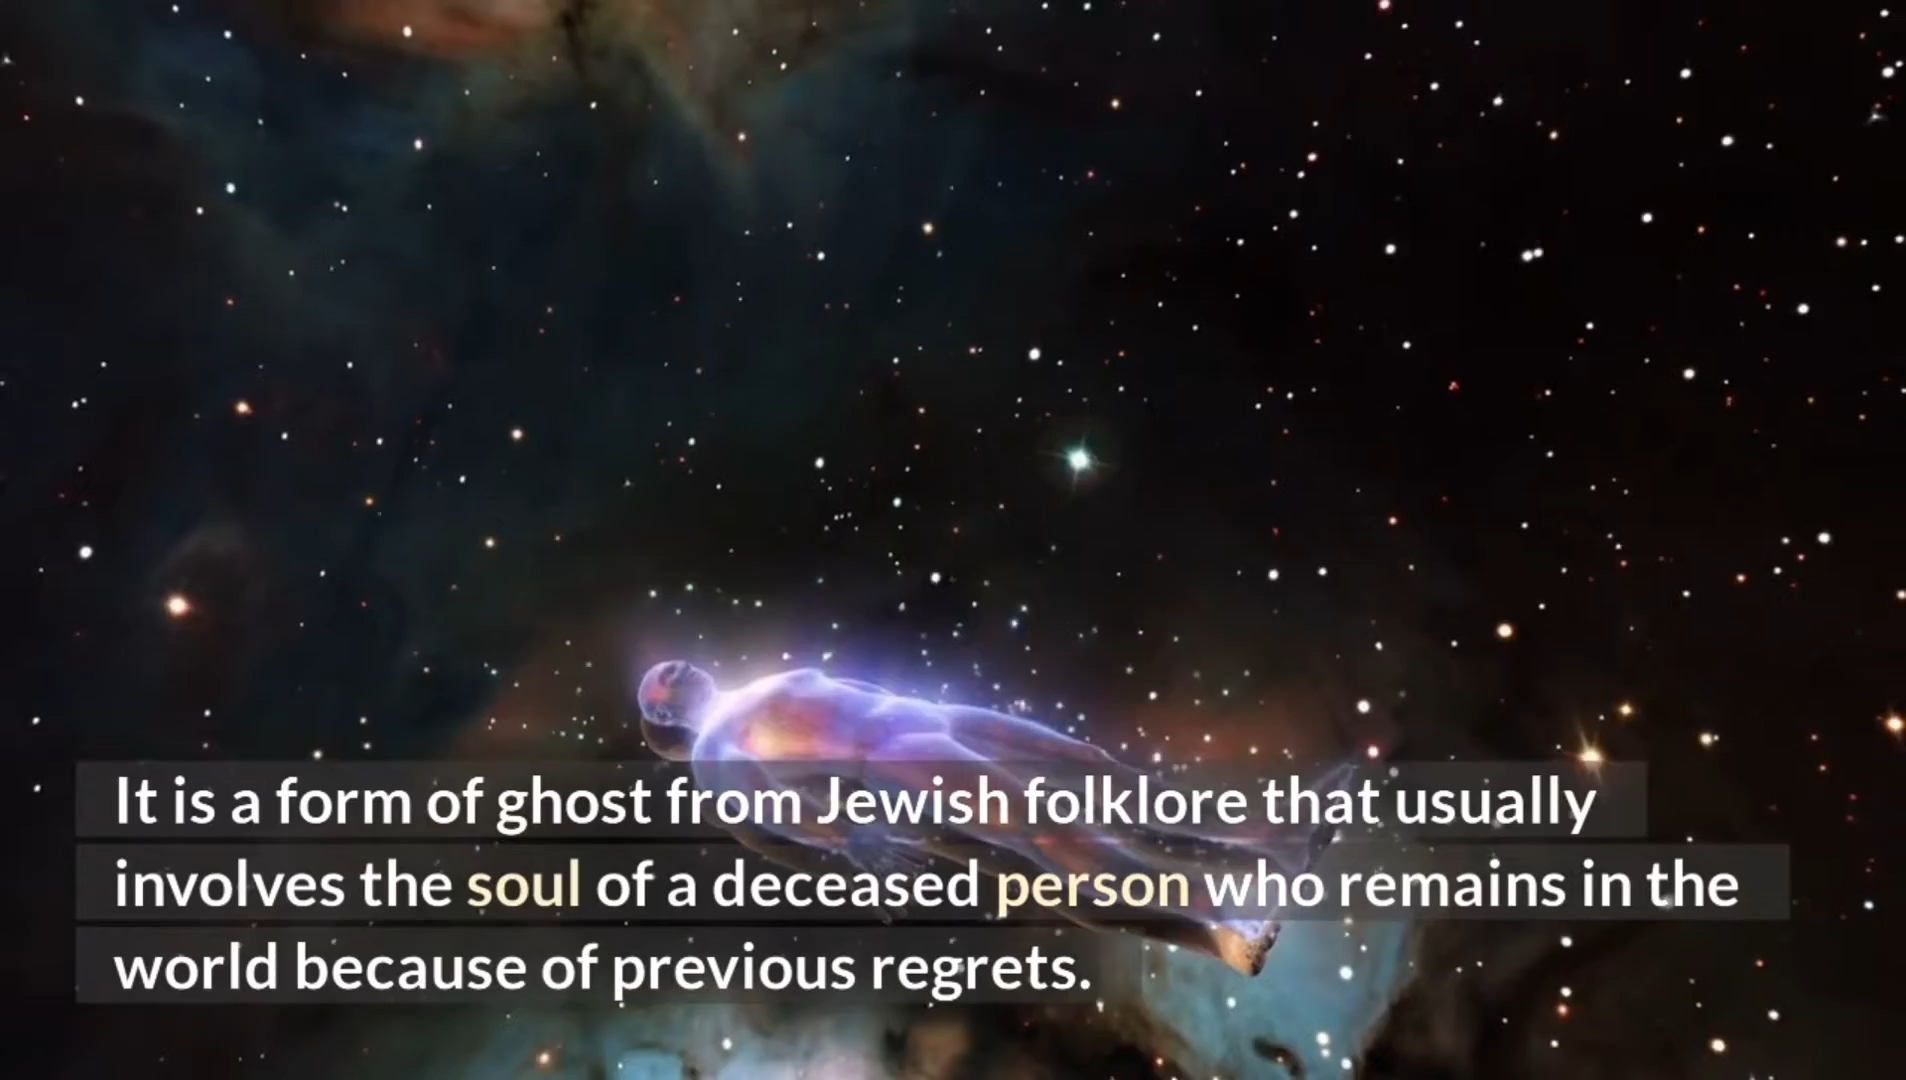 It is a form of ghost from Jewish folklore that usually
involves the soul of a deceased person who remains in the
world because of previous regrets.